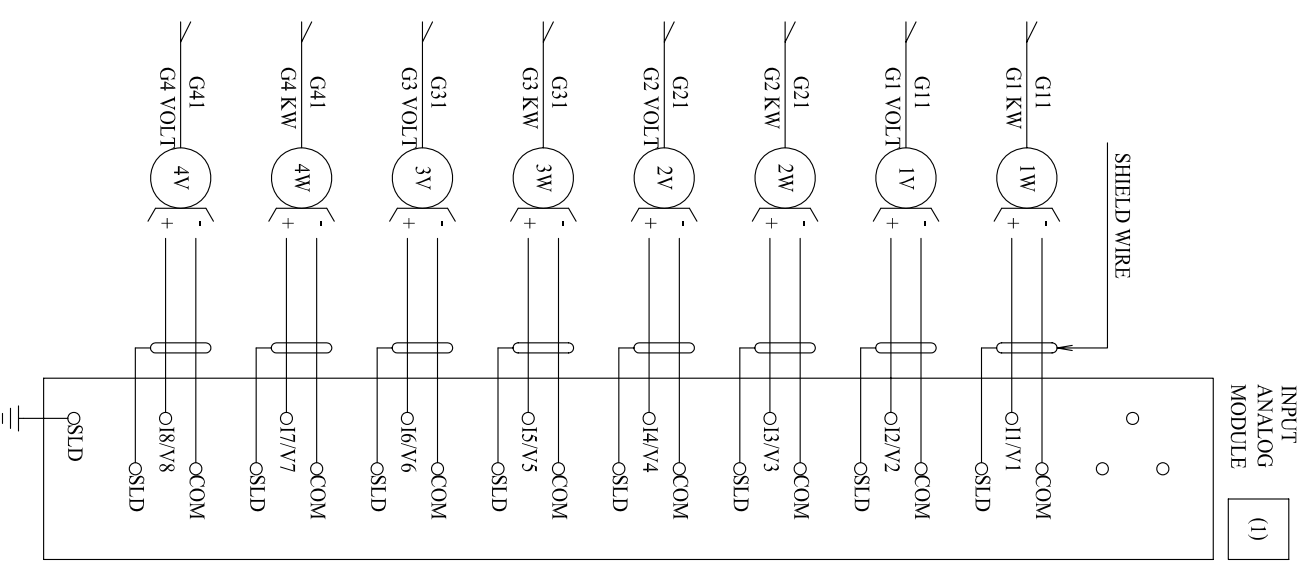 INPUT
ANALOG
MODULE
(1)
SHIELD WIRE
G11
G1 KW
1W
-
+
COM
I1/V1
SLD
G11
G1 VOLT
1V
-
+
COM
I2/V2
SLD
G21
G2 KW
2W
-
+
COM
I3/V3
SLD
G21
G2 VOLT
2V
-
+
COM
I4/V4
SLD
G31
G3 KW
3W
-
+
COM
I5/V5
SLD
G31
G3 VOLT
3V
-
+
COM
I6/V6
SLD
G41
G4 KW
4W
-
+
COM
I7/V7
SLD
G41
G4 VOLT
4V
-
+
COM
I8/V8
SLD
SLD